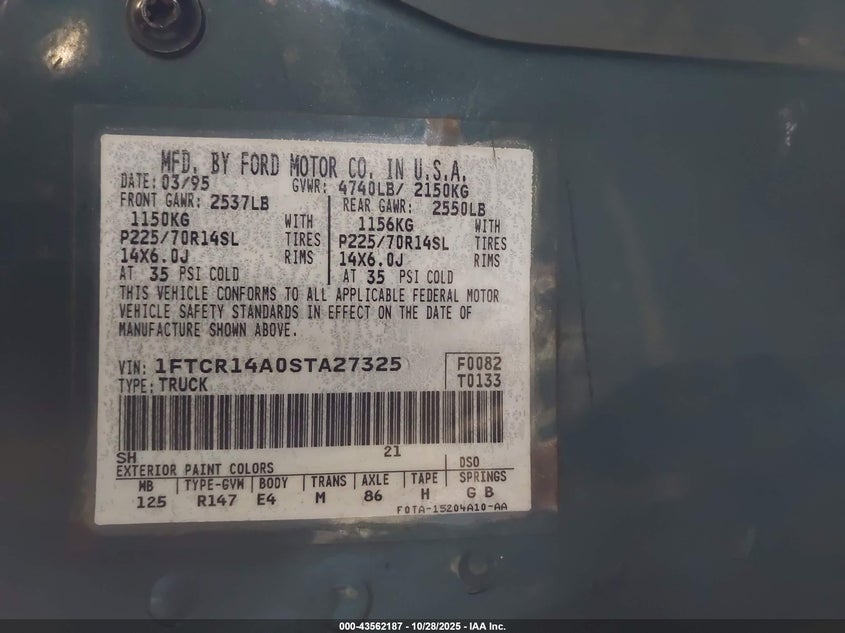 MFD. BY FORD MOTOR CO. IN U.S.A.
DATE: 03/95 GVWR: 4740LB/ 2150KG
FRONT GAWR: 2537LB REAR GAWR: 2550LB
1150KG WITH 1156KG WITH
P225/70R14SL TIRES P225/70R14SL TIRES
14X6.0J RIMS 14X6.0J RIMS
AT 35 PSI COLD AT 35 PSI COLD
THIS VEHICLE CONFORMS TO ALL APPLICABLE FEDERAL MOTOR
VEHICLE SAFETY STANDARDS IN EFFECT ON THE DATE OF
MANUFACTURE SHOWN ABOVE.
VIN: 1FTCR14A0STA27325 F0082
TYPE: TRUCK T0133
SH 21
EXTERIOR PAINT COLORS DSO
WB TYPE-GVW BODY TRANS AXLE TAPE SPRINGS
125 R147 E4 M 86 H G B
F0TA-15204A10-AA
000-43562187 - 10/28/2025 - IAA Inc.